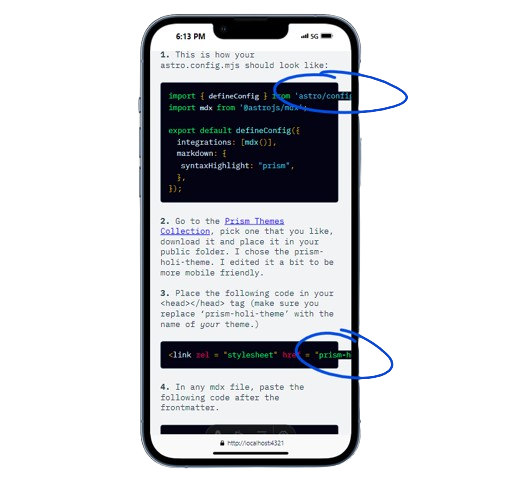 6:13 PM
5G
1. This is how your
astro.config.mjs should look like:
import { defineConfig } from 'astro/config
import mdx from '@astrojs/mdx';
export default defineConfig({
integrations: [mdx()],
markdown: {
syntaxHighlight: "prism",
},
});
2. Go to the Prism Themes
Collection, pick one that you like,
download it and place it in your
public folder. I chose the prism-
holi-theme. I edited it a bit to be
more mobile friendly.
3. Place the following code in your
<head></head> tag (make sure you
replace ‘prism-holi-theme’ with the
name of your theme.)
<link rel = "stylesheet" href = "prism-h
4. In any mdx file, paste the
following code after the
frontmatter.
http://localhost4321